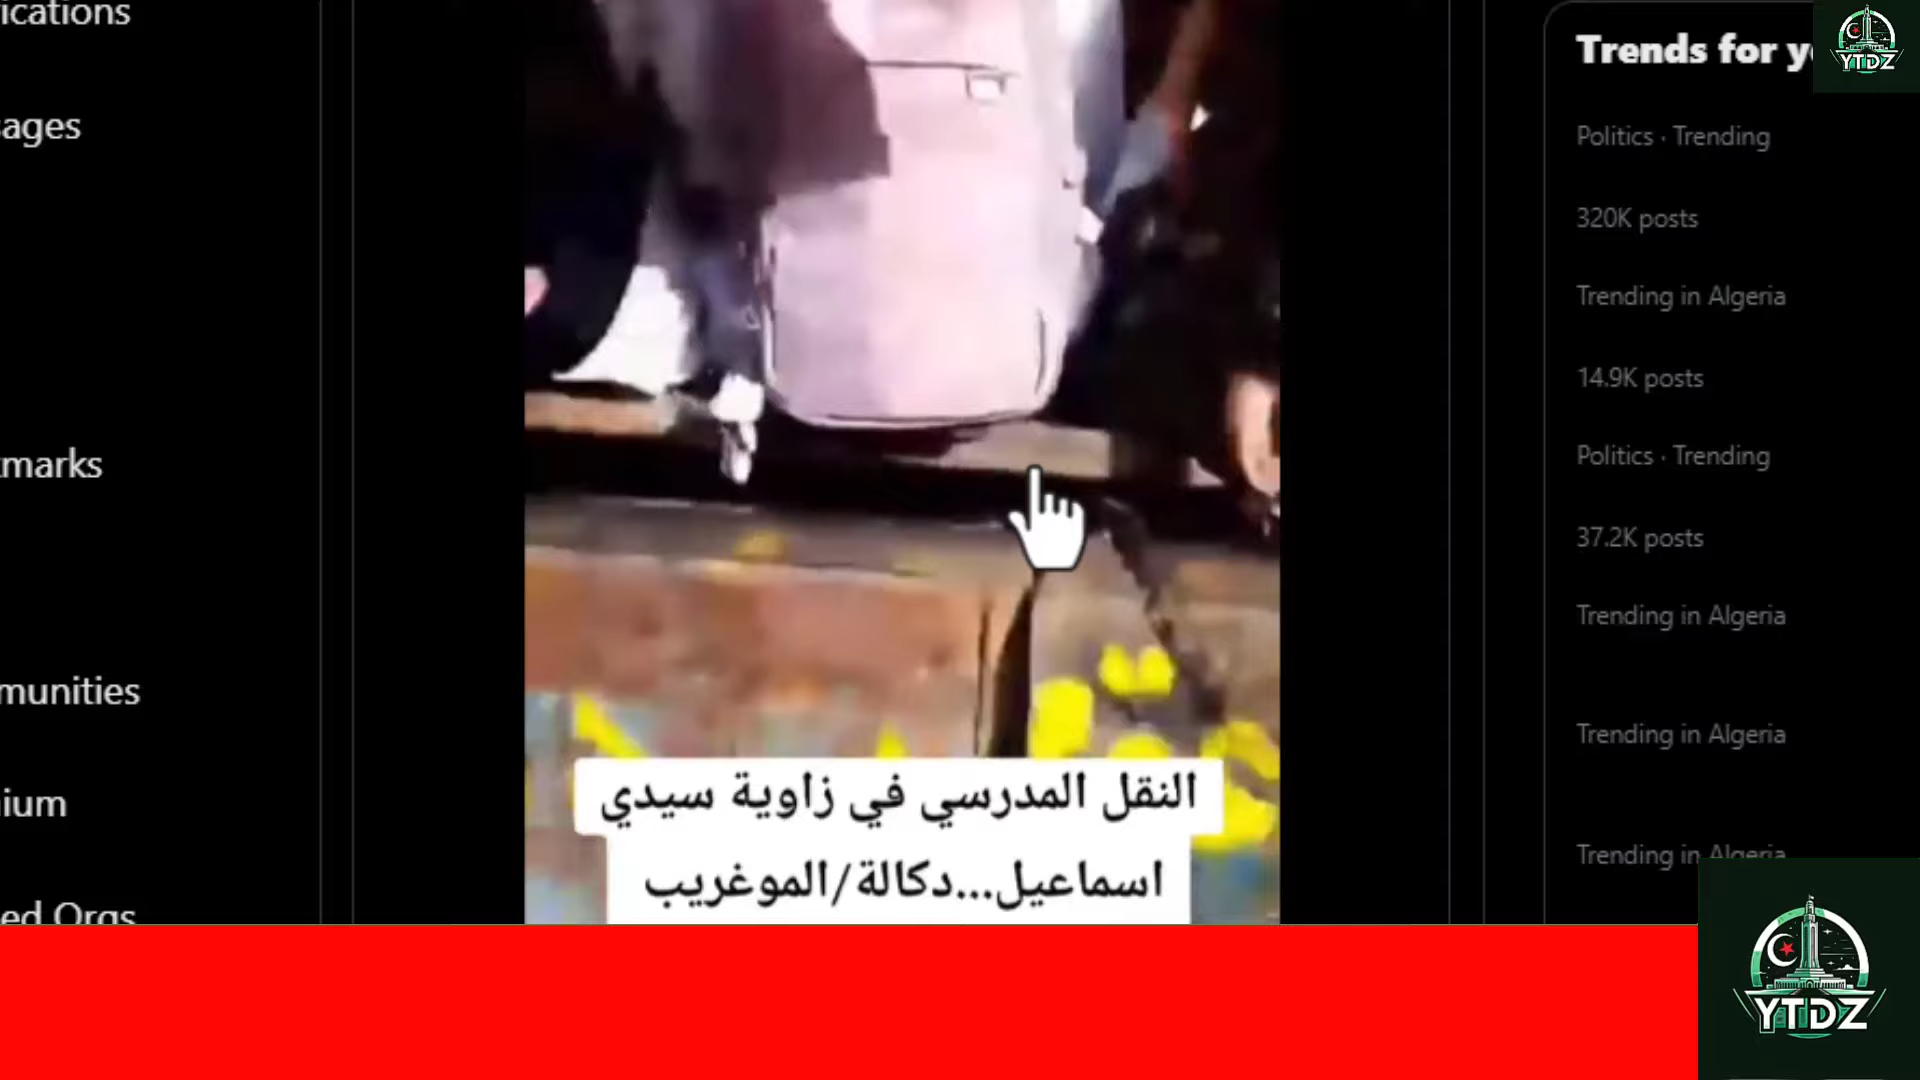 ications
ages
marks
munities
ium
ed Orgs
النقل المدرسي في زاوية سيدي
اسماعيل...دكالة/الموغريب
Trends for yo
Politics · Trending
320K posts
Trending in Algeria
14.9K posts
Politics · Trending
37.2K posts
Trending in Algeria
Trending in Algeria
Trending in Algeria
YTDZ
YTDZ